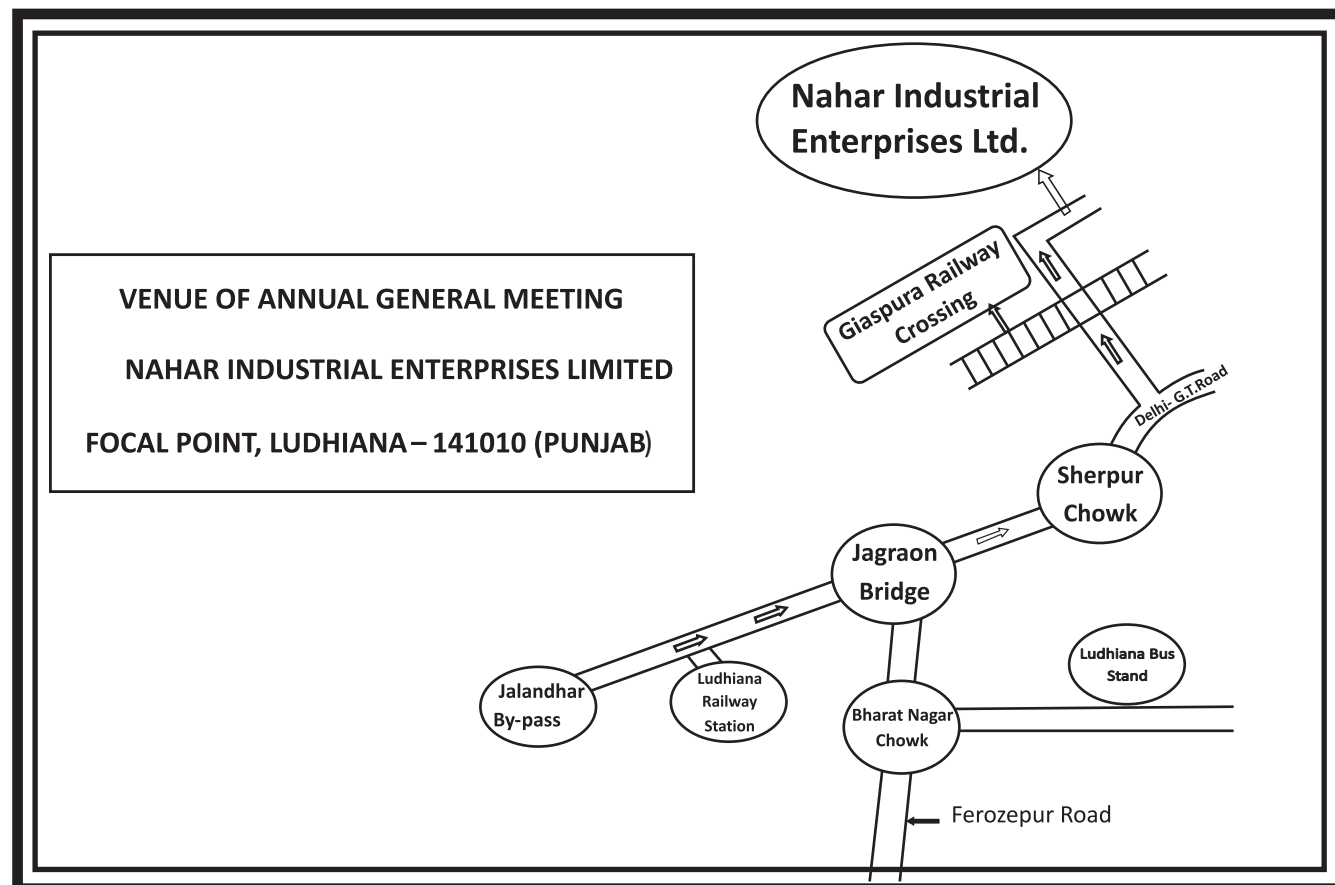 Nahar Industrial
Enterprises Ltd.
Giaspura Railway
Crossing
VENUE OF ANNUAL GENERAL MEETING
NAHAR INDUSTRIAL ENTERPRISES LIMITED
FOCAL POINT, LUDHIANA – 141010 (PUNJAB)
Delhi- G.T.Road
Sherpur
Chowk
Jagraon
Bridge
Ludhiana Bus
Stand
Jalandhar
By-pass
Ludhiana
Railway
Station
Bharat Nagar
Chowk
Ferozepur Road